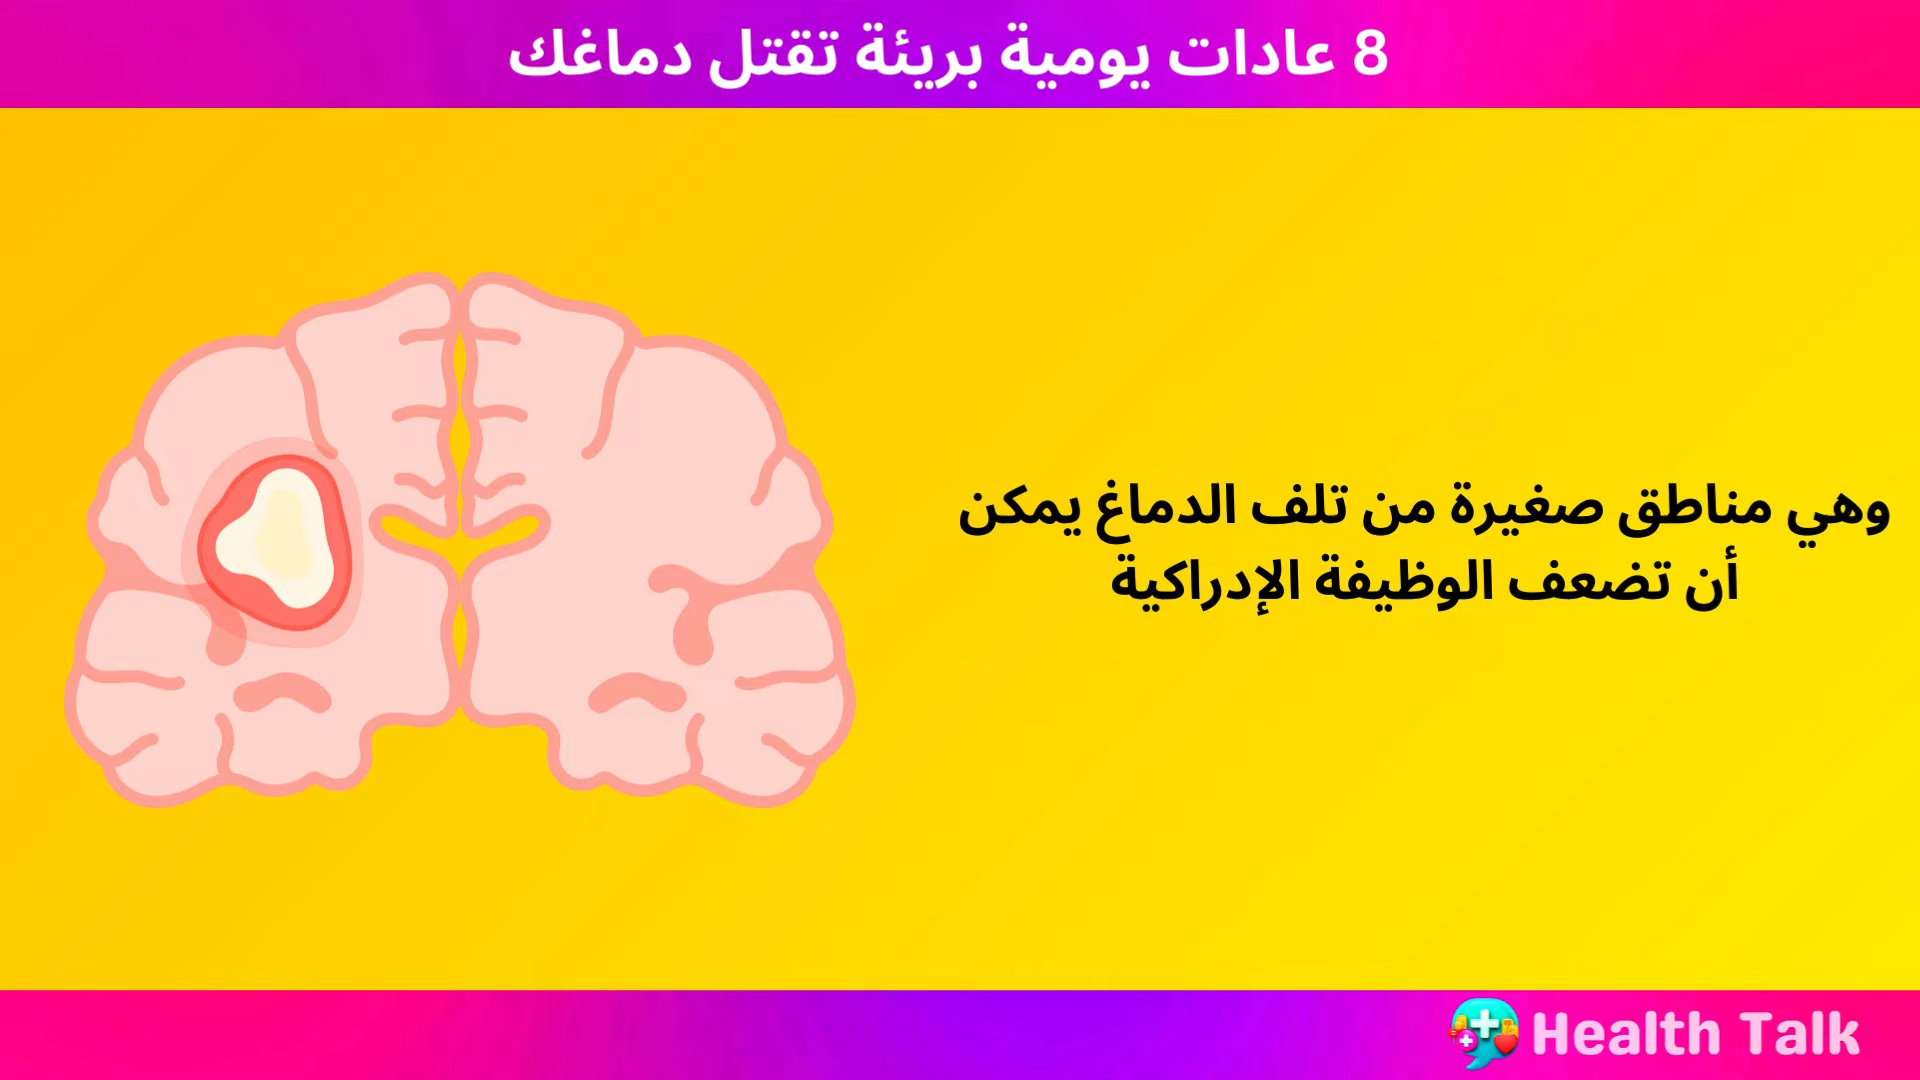 8 عادات يومية بريئة تقتل دماغك
وهي مناطق صغيرة من تلف الدماغ يمكن
أن تضعف الوظيفة الإدراكية
Health Talk